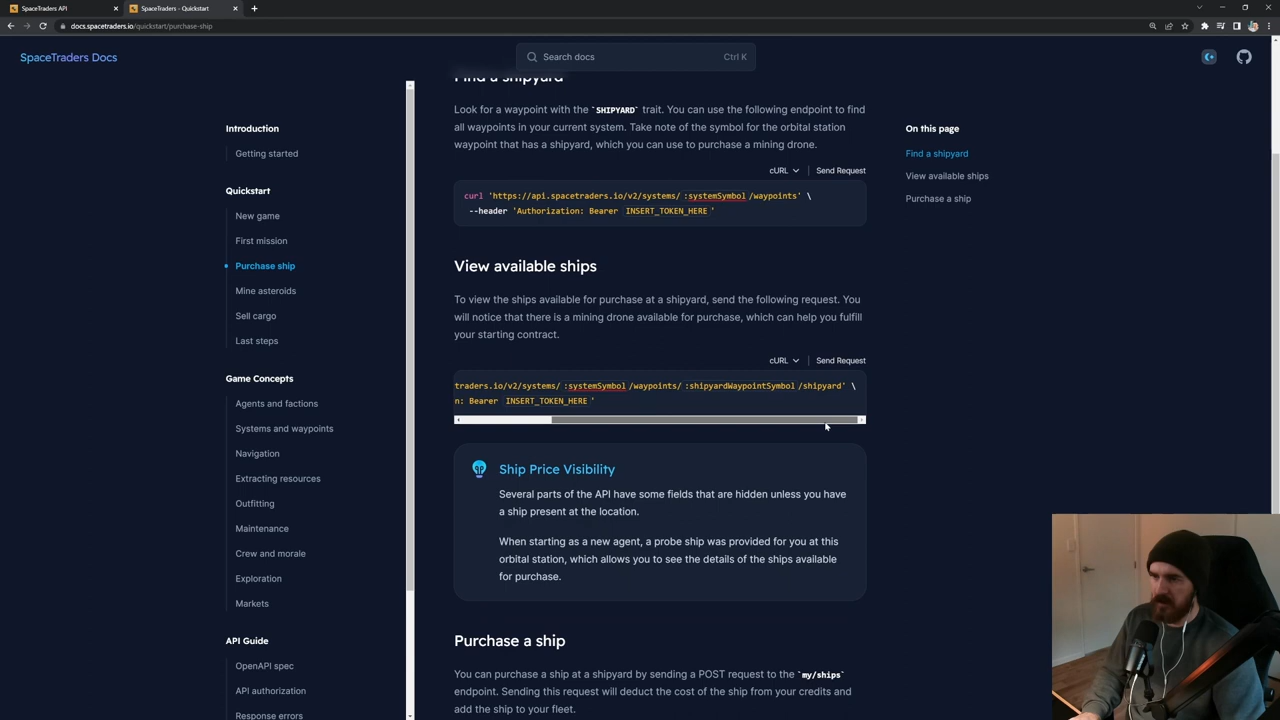 SpaceTraders API
SpaceTraders - Quickstart
docs.spacetraders.io/quickstart/purchase-ship
SpaceTraders Docs
Search docs
Ctrl K
Introduction
Getting started
Quickstart
New game
First mission
Purchase ship
Mine asteroids
Sell cargo
Last steps
Game Concepts
Agents and factions
Systems and waypoints
Navigation
Extracting resources
Outfitting
Maintenance
Crew and morale
Exploration
Markets
API Guide
OpenAPI spec
API authorization
Response errors
Find a shipyard
Look for a waypoint with the `SHIPYARD` trait. You can use the following endpoint to find
all waypoints in your current system. Take note of the symbol for the orbital station
waypoint that has a shipyard, which you can use to purchase a mining drone.
cURL
Send Request
curl 'https://api.spacetraders.io/v2/systems/ :systemSymbol /waypoints' \
--header 'Authorization: Bearer INSERT_TOKEN_HERE '
View available ships
To view the ships available for purchase at a shipyard, send the following request. You
will notice that there is a mining drone available for purchase, which can help you fulfill
your starting contract.
cURL
Send Request
traders.io/v2/systems/ :systemSymbol /waypoints/ :shipyardWaypointSymbol /shipyard' \
n: Bearer INSERT_TOKEN_HERE '
Ship Price Visibility
Several parts of the API have some fields that are hidden unless you have
a ship present at the location.
When starting as a new agent, a probe ship was provided for you at this
orbital station, which allows you to see the details of the ships available
for purchase.
Purchase a ship
You can purchase a ship at a shipyard by sending a POST request to the `my/ships`
endpoint. Sending this request will deduct the cost of the ship from your credits and
add the ship to your fleet.
On this page
Find a shipyard
View available ships
Purchase a ship